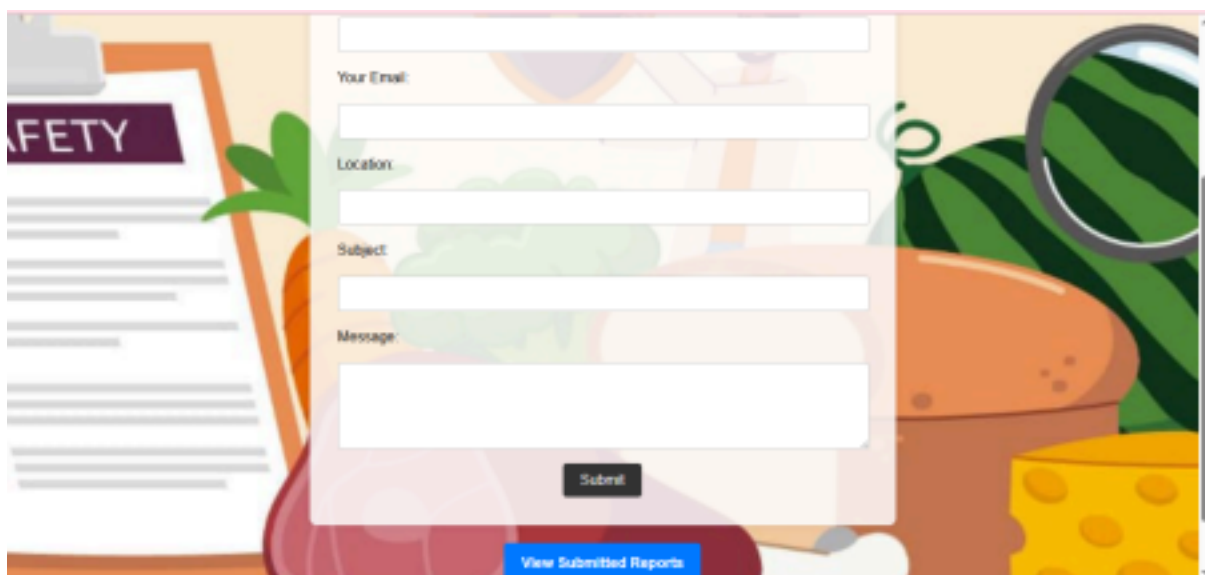 Your Email:
AFETY
Location:
Subject:
Message:
Submit
View Submitted Reports